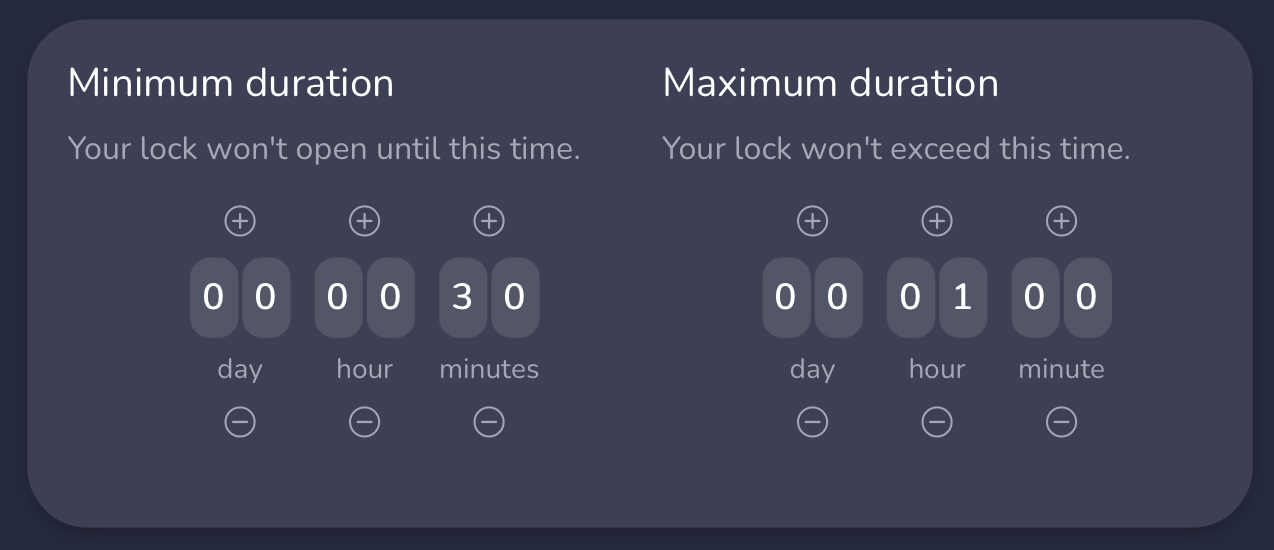 Minimum duration
Your lock won't open until this time.
0 0 0 0 3 0
day hour minutes
Maximum duration
Your lock won't exceed this time.
0 0 0 1 0 0
day hour minute